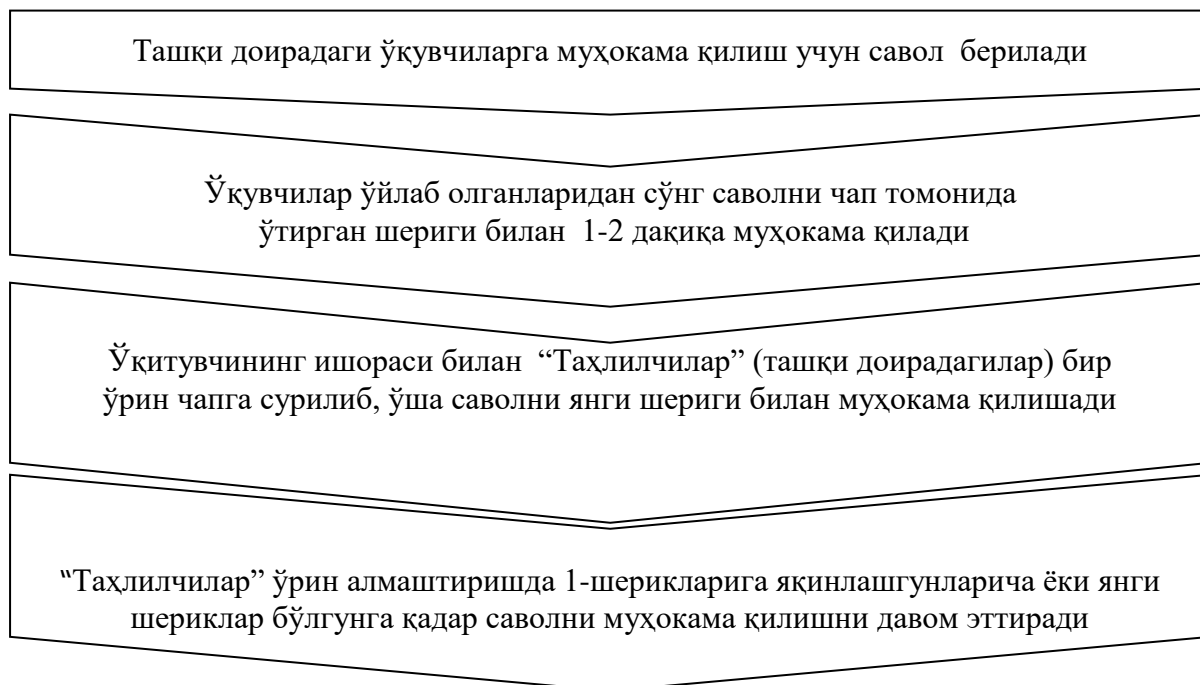 Ташқи доирадаги ўқувчиларга муҳокама қилиш учун савол берилади
Ўқувчилар ўйлаб олганларидан сўнг саволни чап томонида
ўтирган шериги билан 1-2 дақиқа муҳокама қилади
Ўқитувчининг ишораси билан “Таҳлилчилар” (ташқи доирадагилар) бир
ўрин чапга сурилиб, ўша саволни янги шериги билан муҳокама қилишади
“Таҳлилчилар” ўрин алмаштиришда 1-шерикларига яқинлашгунларича ёки янги
шериклар бўлгунга қадар саволни муҳокама қилишни давом эттиради